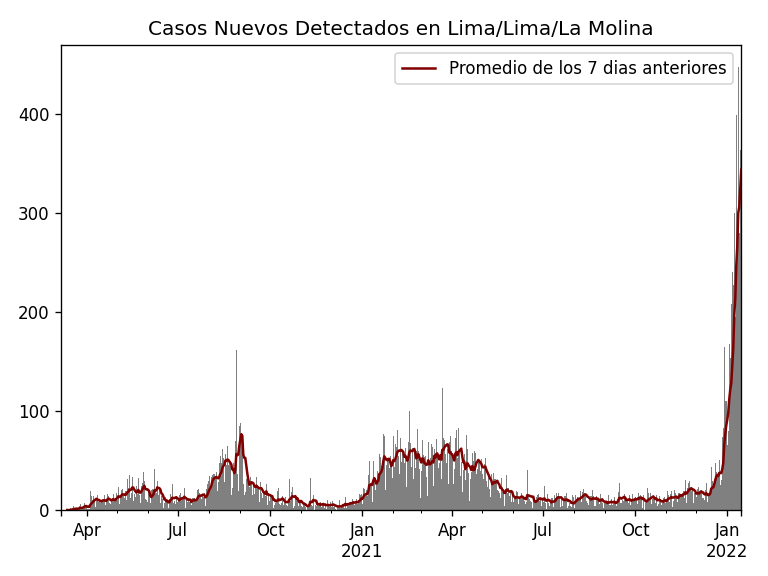 Casos Nuevos Detectados en Lima/Lima/La Molina
Promedio de los 7 dias anteriores
400
300
200
100
0
Apr Jul Oct Jan Apr Jul Oct Jan
2021 2022